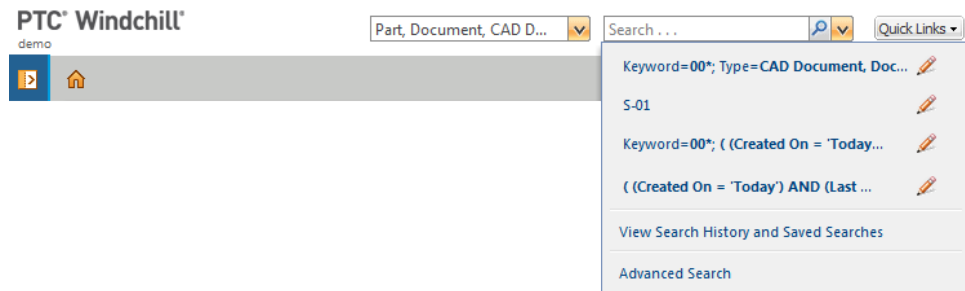 PTC® Windchill®
demo
Part, Document, CAD D...
Search . . .
Quick Links
Keyword=00*; Type=CAD Document, Doc...
S-01
Keyword=00*; ( (Created On = 'Today...
( (Created On = 'Today') AND (Last ...
View Search History and Saved Searches
Advanced Search